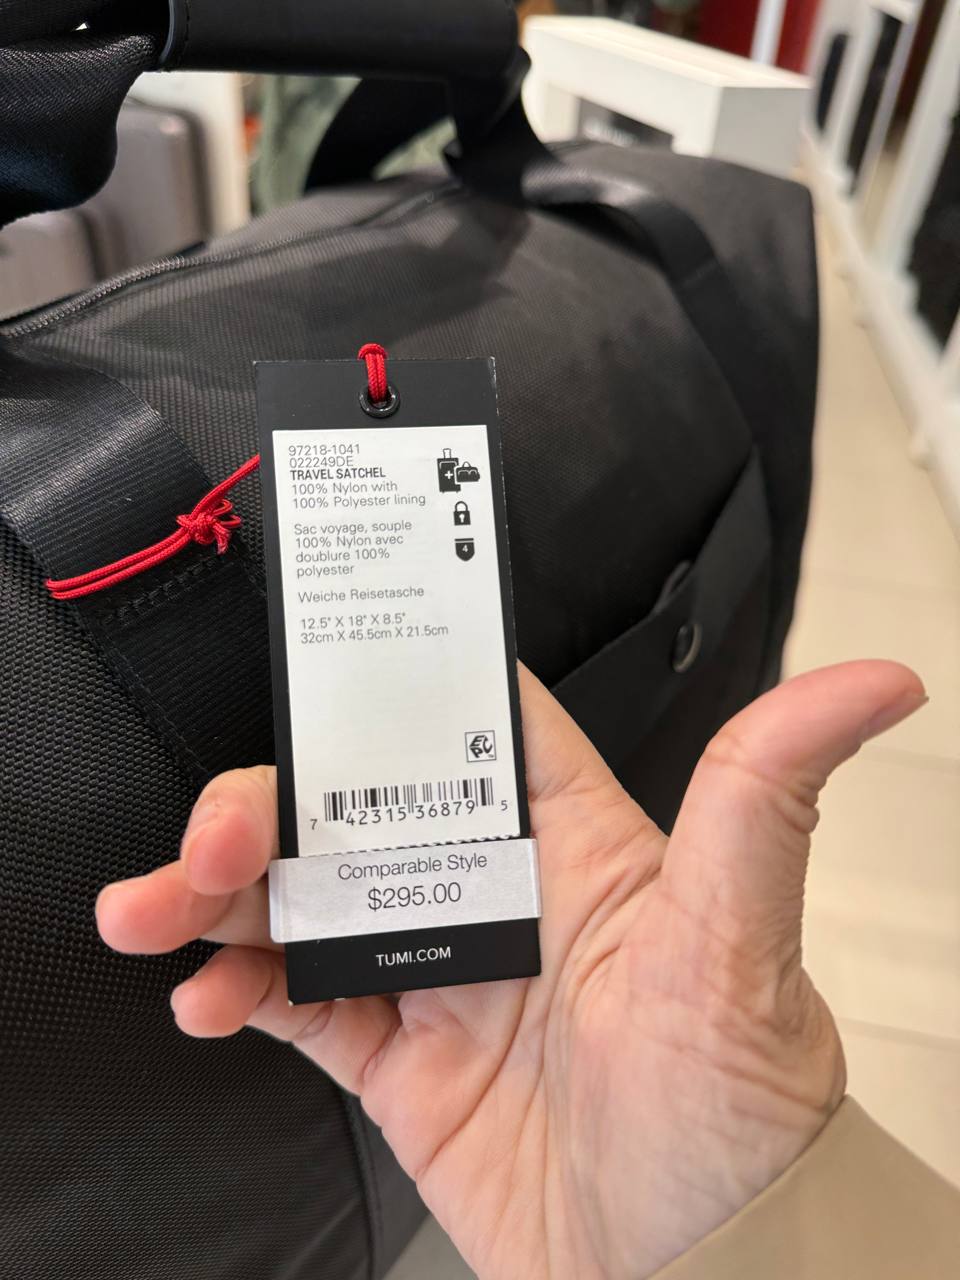 97218-1041
022249DE
TRAVEL SATCHEL
100% Nylon with
100% Polyester lining
Sac voyage, souple
100% Nylon avec
doublure 100%
polyester
Weiche Reisetasche
12.5" X 18" X 8.5"
32cm X 45.5cm X 21.5cm
4
EPC
7 42315 36879 5
Comparable Style
$295.00
TUMI.COM